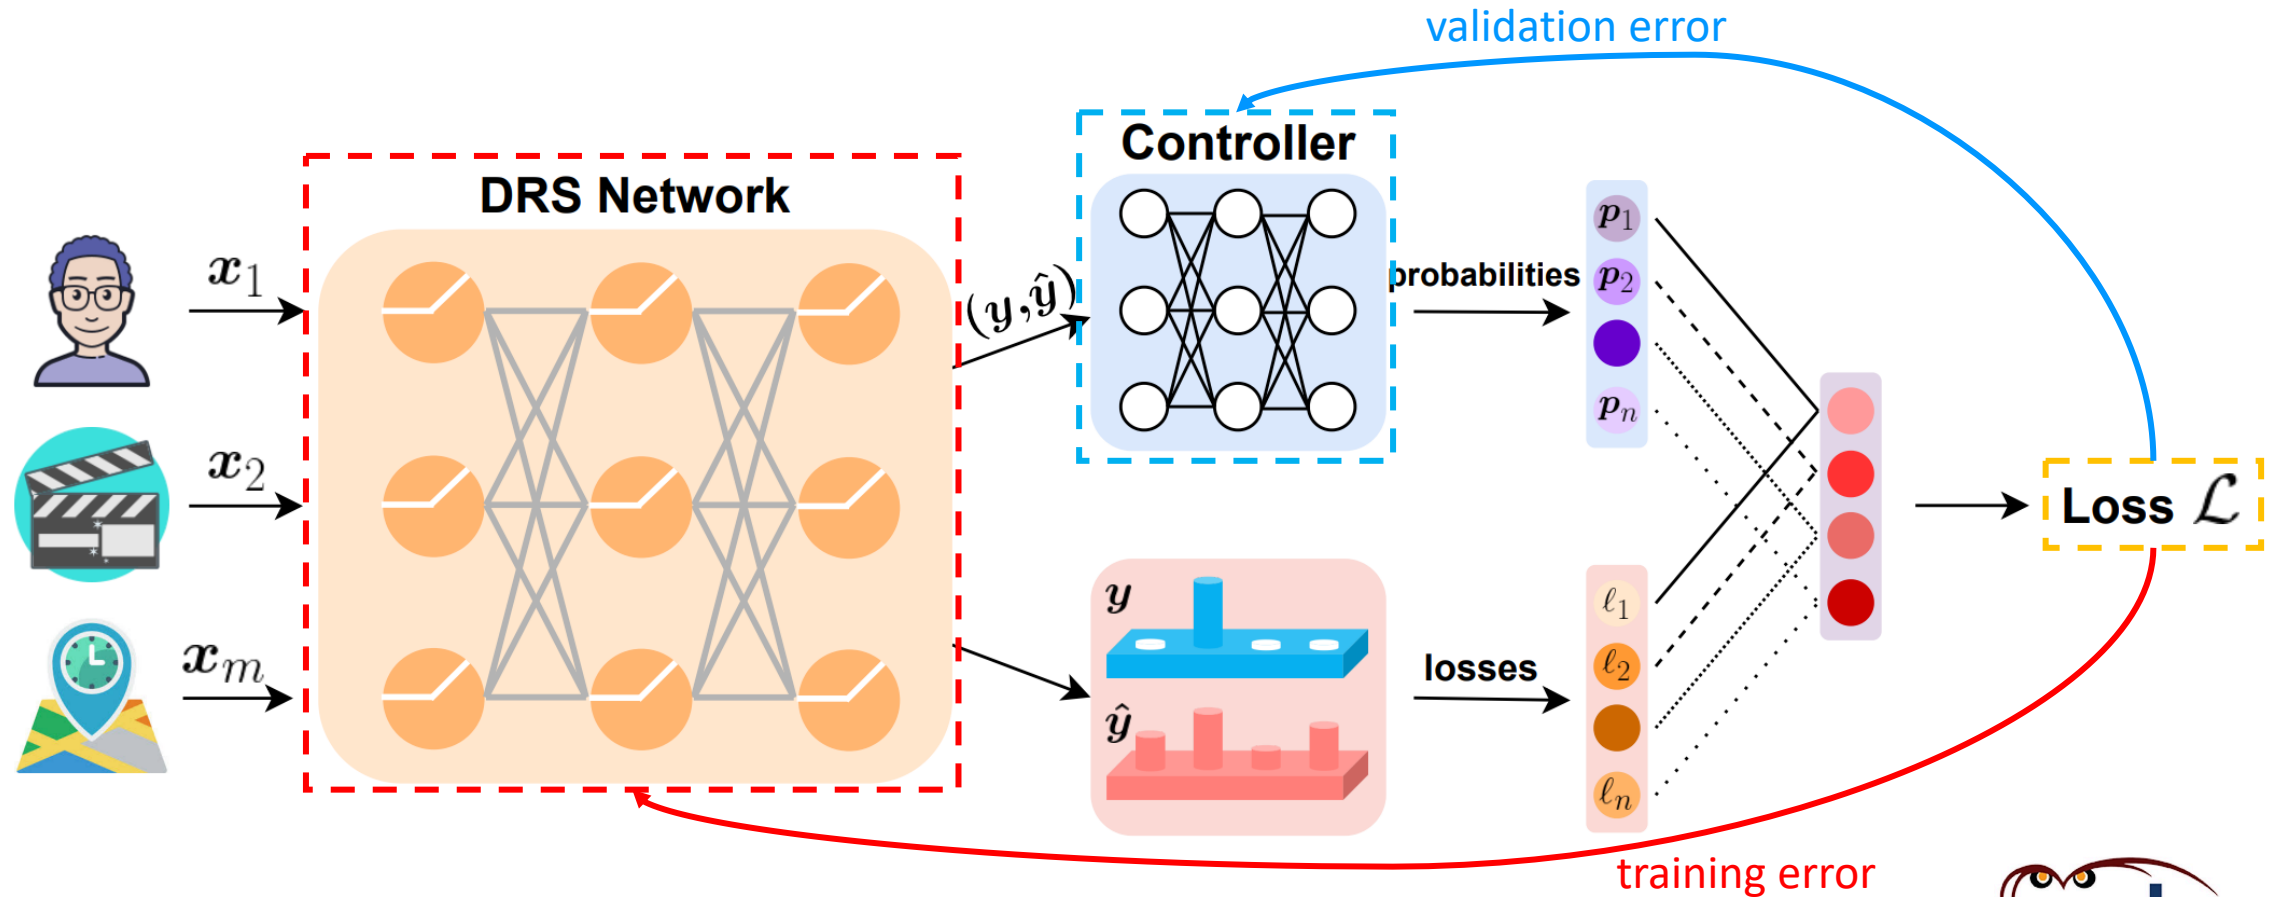 validation error
Controller
DRS Network
x₁
(y,ŷ)
probabilities
p₁
p₂
pₙ
x₂
Loss ℒ
xₘ
y
ŷ
losses
ℓ₁
ℓ₂
ℓₙ
training error